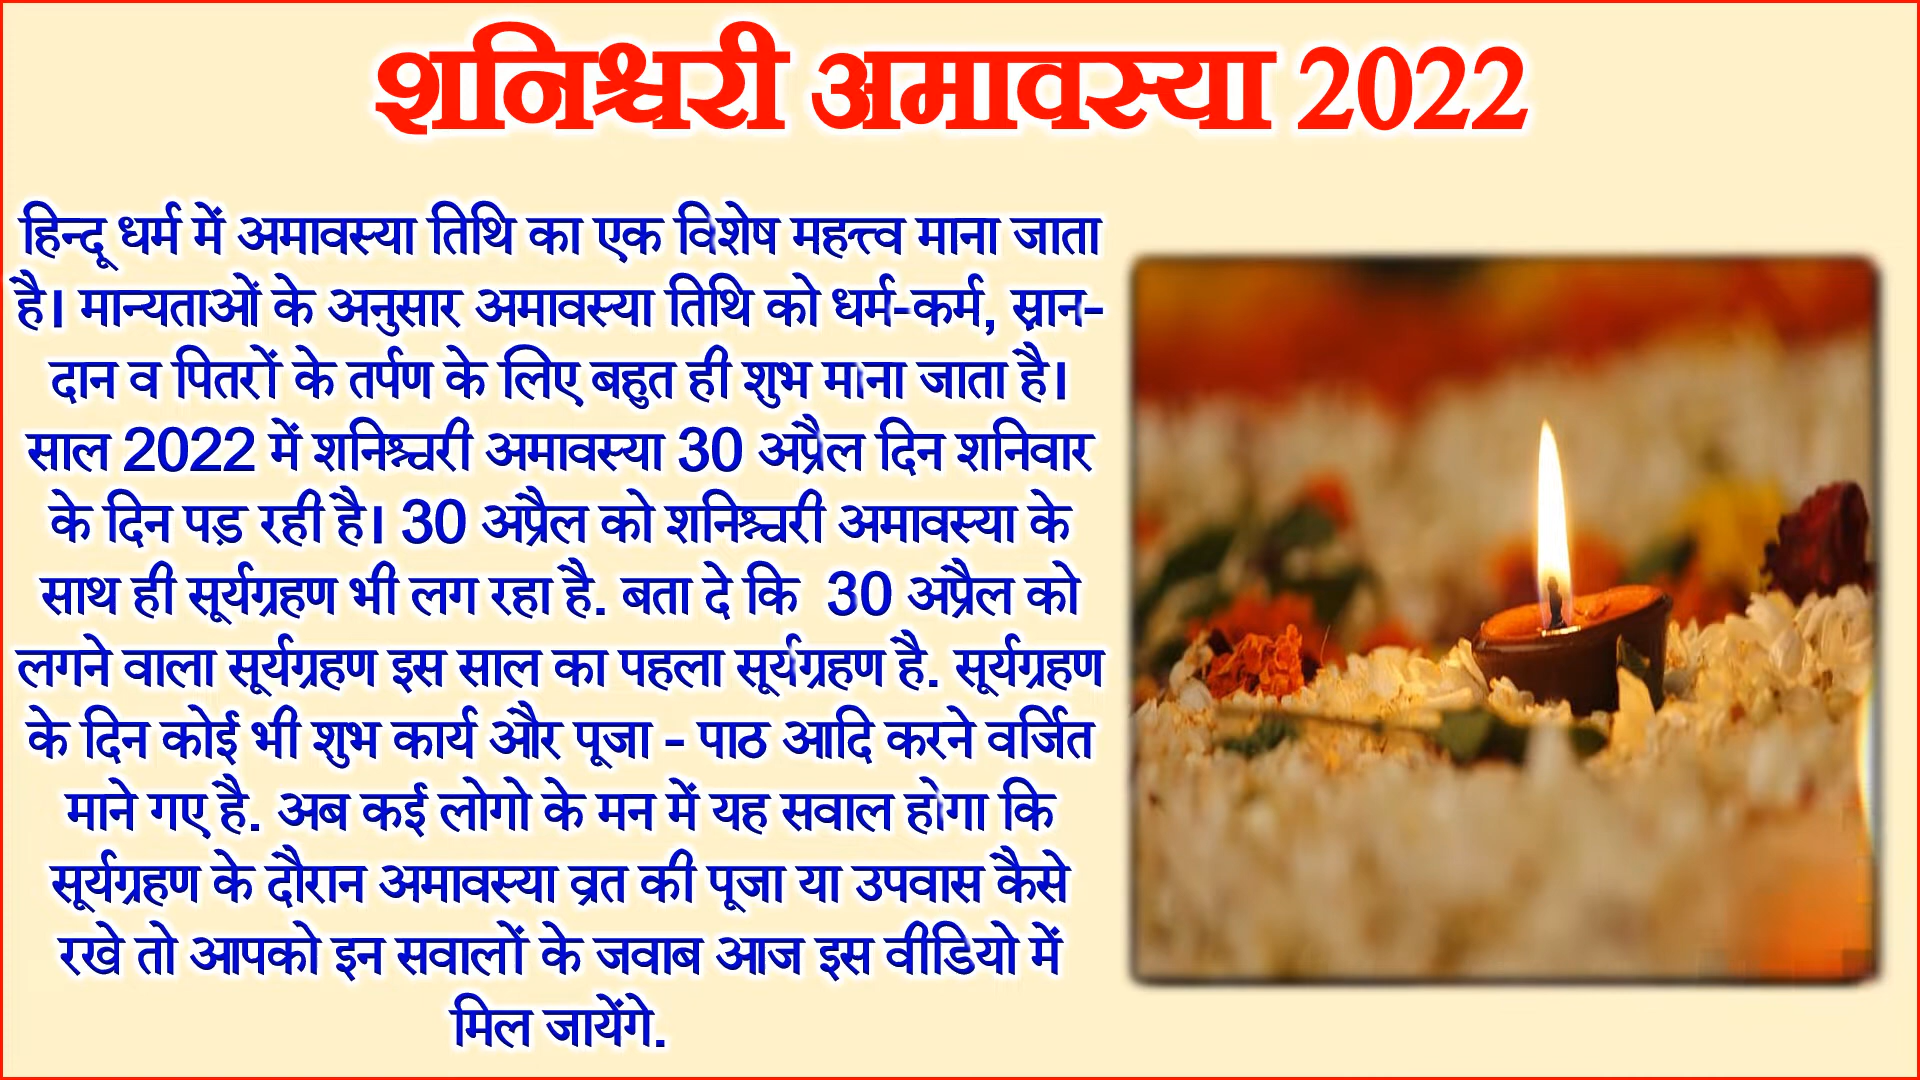 शनिश्चरी अमावस्या 2022
हिन्दू धर्म में अमावस्या तिथि का एक विशेष महत्त्व माना जाता
है। मान्यताओं के अनुसार अमावस्या तिथि को धर्म-कर्म, स्नान-
दान व पितरों के तर्पण के लिए बहुत ही शुभ माना जाता है।
साल 2022 में शनिश्चरी अमावस्या 30 अप्रैल दिन शनिवार
के दिन पड़ रही है। 30 अप्रैल को शनिश्चरी अमावस्या के
साथ ही सूर्यग्रहण भी लग रहा है. बता दे कि 30 अप्रैल को
लगने वाला सूर्यग्रहण इस साल का पहला सूर्यग्रहण है. सूर्यग्रहण
के दिन कोई भी शुभ कार्य और पूजा - पाठ आदि करने वर्जित
माने गए है. अब कई लोगो के मन में यह सवाल होगा कि
सूर्यग्रहण के दौरान अमावस्या व्रत की पूजा या उपवास कैसे
रखे तो आपको इन सवालों के जवाब आज इस वीडियो में
मिल जायेंगे.